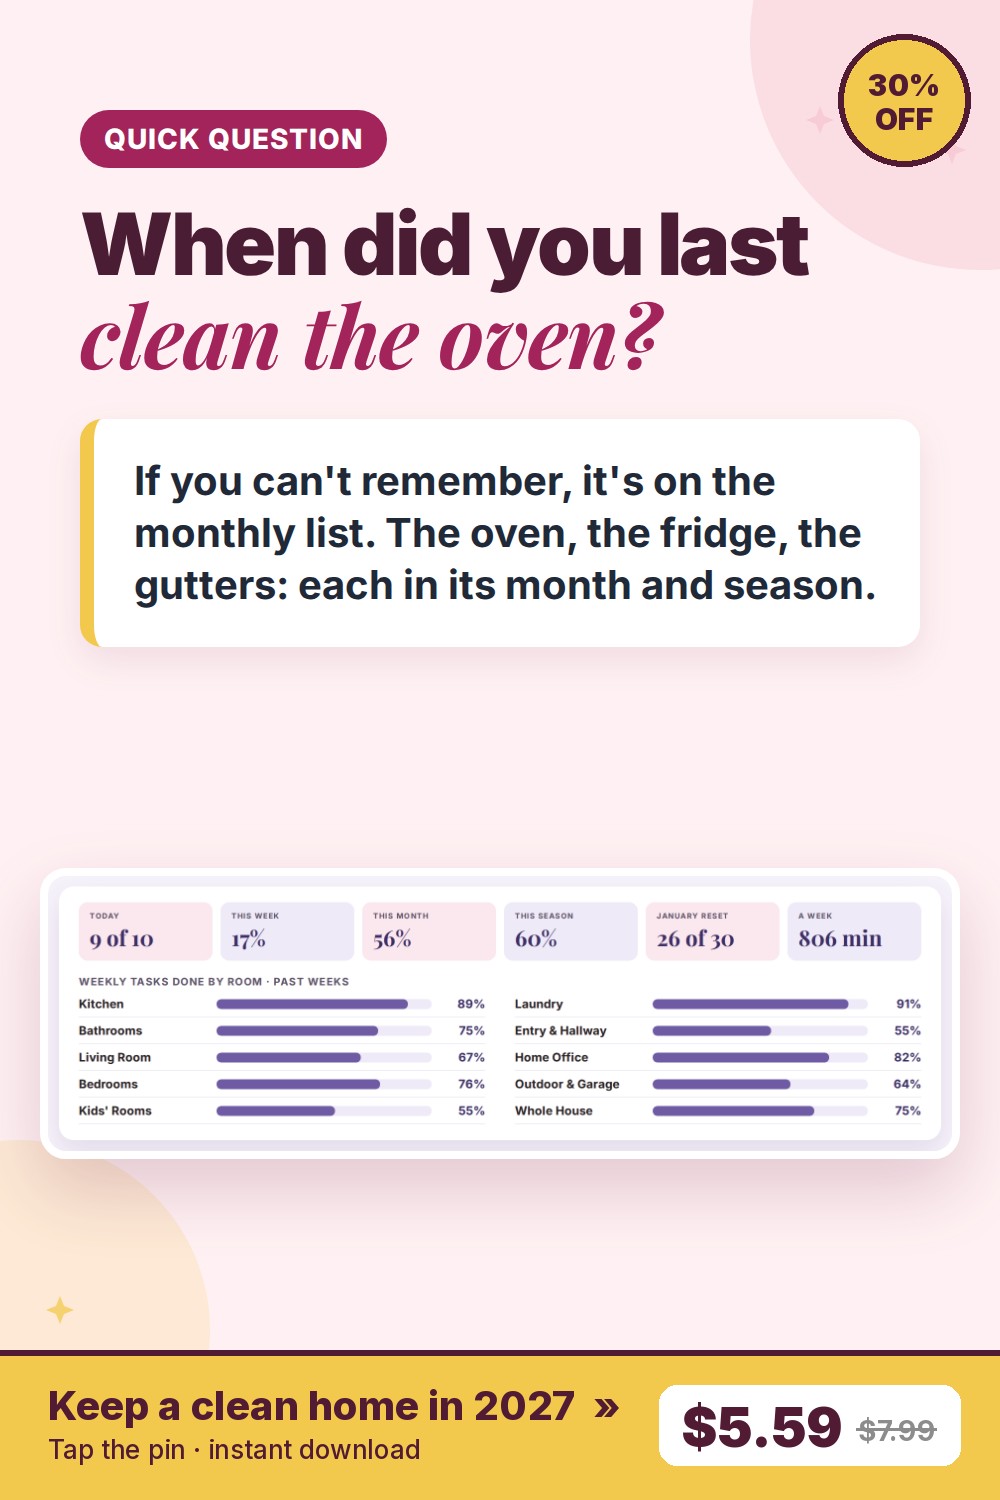 30%
OFF
QUICK QUESTION
When did you last
clean the oven?
If you can't remember, it's on the
monthly list. The oven, the fridge, the
gutters: each in its month and season.
TODAY
9 of 10
THIS WEEK
17%
THIS MONTH
56%
THIS SEASON
60%
JANUARY RESET
26 of 30
A WEEK
806 min
WEEKLY TASKS DONE BY ROOM · PAST WEEKS
Kitchen 89%
Bathrooms 75%
Living Room 67%
Bedrooms 76%
Kids' Rooms 55%
Laundry 91%
Entry & Hallway 55%
Home Office 82%
Outdoor & Garage 64%
Whole House 75%
Keep a clean home in 2027 »
Tap the pin · instant download
$5.59 $7.99